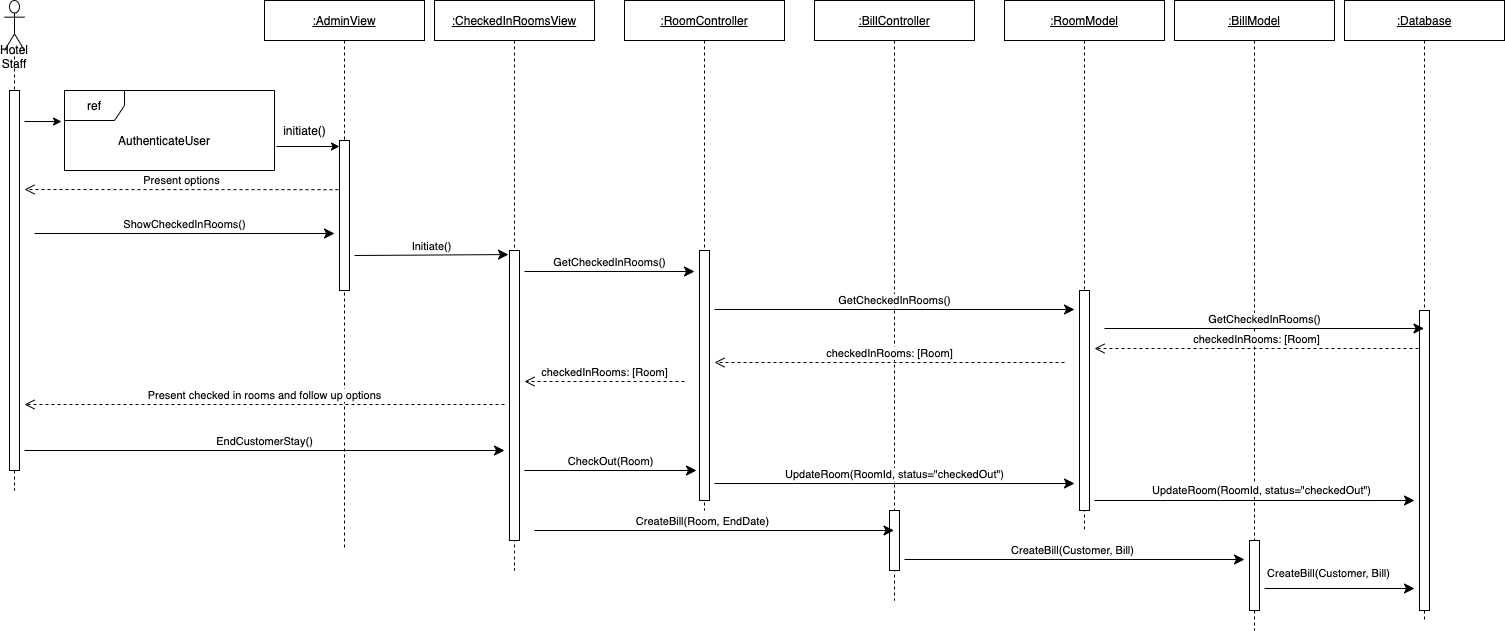 :AdminView
:CheckedInRoomsView
:RoomController
:BillController
:RoomModel
:BillModel
:Database
Hotel
Staff
ref
AuthenticateUser
initiate()
Present options
ShowCheckedInRooms()
Initiate()
GetCheckedInRooms()
GetCheckedInRooms()
GetCheckedInRooms()
checkedInRooms: [Room]
checkedInRooms: [Room]
checkedInRooms: [Room]
Present checked in rooms and follow up options
EndCustomerStay()
CheckOut(Room)
UpdateRoom(RoomId, status="checkedOut")
UpdateRoom(RoomId, status="checkedOut")
CreateBill(Room, EndDate)
CreateBill(Customer, Bill)
CreateBill(Customer, Bill)